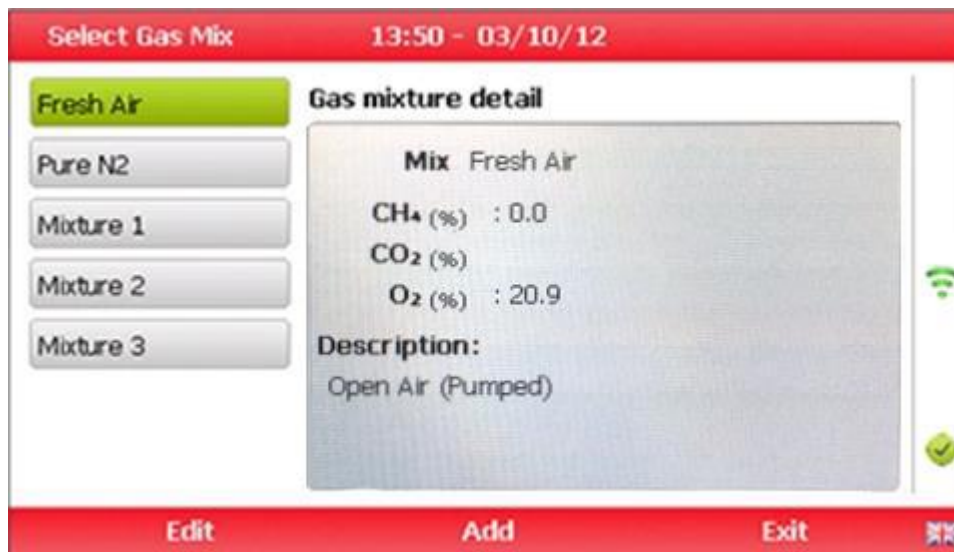 Select Gas Mix 13:50 - 03/10/12
Fresh Air
Pure N2
Mixture 1
Mixture 2
Mixture 3
Gas mixture detail
Mix Fresh Air
CH₄ (%) : 0.0
CO₂ (%)
O₂ (%) : 20.9
Description:
Open Air (Pumped)
Edit Add Exit